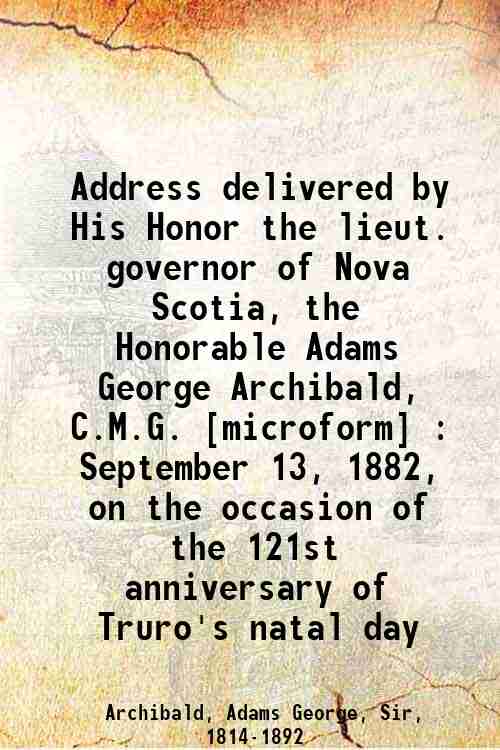 Address delivered by
His Honor the lieut.
governor of Nova
Scotia, the
Honorable Adams
George Archibald,
C.M.G. [microform] :
September 13, 1882,
on the occasion of
the 121st
anniversary of
Truro's natal day
Archibald, Adams George, Sir,
1814-1892